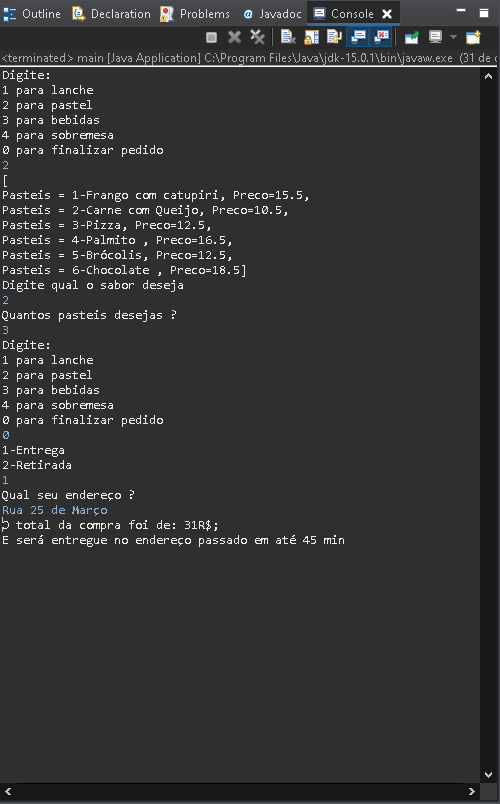 Outline Declaration Problems @ Javadoc Console
<terminated> main [Java Application] C:\Program Files\Java\jdk-15.0.1\bin\javaw.exe (31 de
Digite:
1 para lanche
2 para pastel
3 para bebidas
4 para sobremesa
0 para finalizar pedido
2
[
Pasteis = 1-Frango com catupiri, Preco=15.5,
Pasteis = 2-Carne com Queijo, Preco=10.5,
Pasteis = 3-Pizza, Preco=12.5,
Pasteis = 4-Palmito , Preco=16.5,
Pasteis = 5-Brócolis, Preco=12.5,
Pasteis = 6-Chocolate , Preco=18.5]
Digite qual o sabor deseja
2
Quantos pasteis desejas ?
3
Digite:
1 para lanche
2 para pastel
3 para bebidas
4 para sobremesa
0 para finalizar pedido
0
1-Entrega
2-Retirada
1
Qual seu endereço ?
Rua 25 de Março
O total da compra foi de: 31R$;
E será entregue no endereço passado em até 45 min